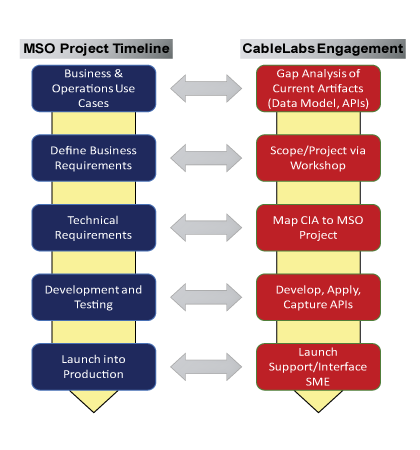 MSO Project Timeline
CableLabs Engagement
Business &
Operations Use
Cases
Gap Analysis of
Current Artifacts
(Data Model, APIs)
Define Business
Requirements
Scope/Project via
Workshop
Technical
Requirements
Map CIA to MSO
Project
Development and
Testing
Develop, Apply,
Capture APIs
Launch into
Production
Launch
Support/Interface
SME